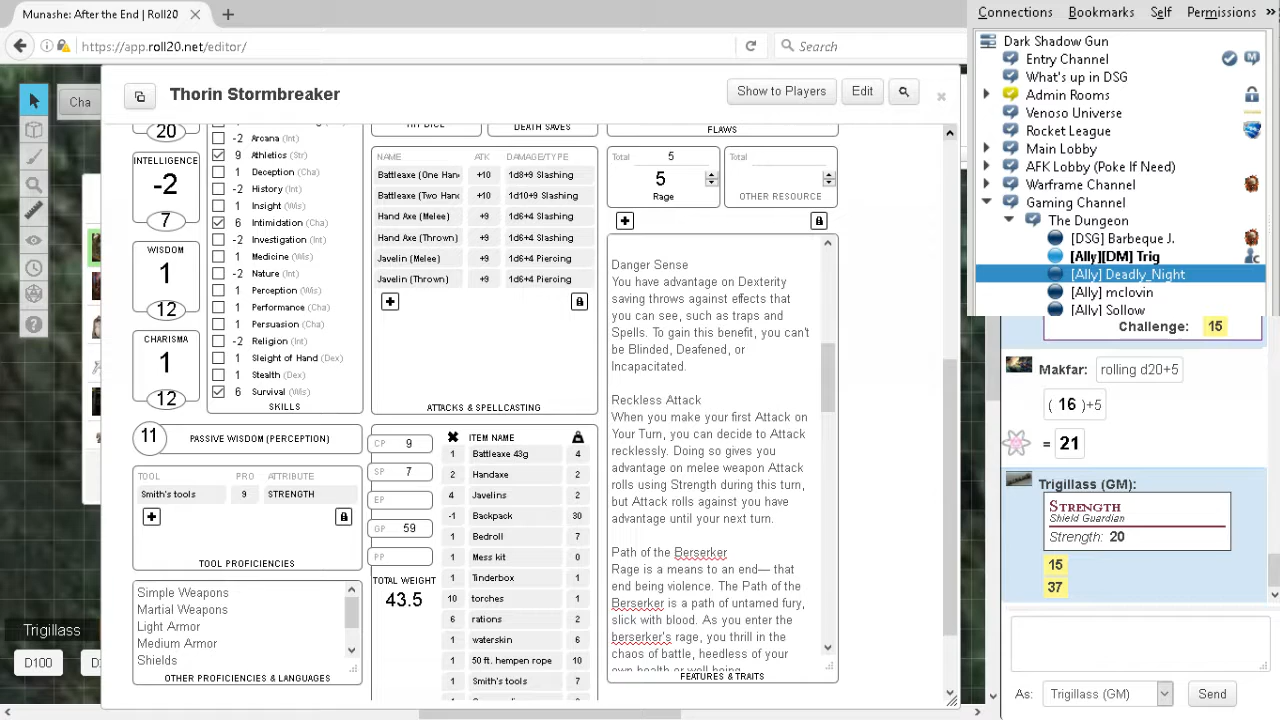 Munashe: After the End | Roll20
https://app.roll20.net/editor/
Search
Connections Bookmarks Self Permissions »
Dark Shadow Gun
Entry Channel
What's up in DSG
Admin Rooms
Venoso Universe
Rocket League
Main Lobby
AFK Lobby (Poke If Need)
Warframe Channel
Gaming Channel
The Dungeon
[DSG] Barbeque J.
[Ally][DM] Trig
[Ally] Deadly_Night
[Ally] mclovin
[Ally] Sollow
Cha
Thorin Stormbreaker
Show to Players
Edit
20
INTELLIGENCE
-2
7
WISDOM
1
12
CHARISMA
1
12
-2 Arcana (Int)
9 Athletics (Str)
1 Deception (Cha)
-2 History (Int)
1 Insight (Wis)
6 Intimidation (Cha)
-2 Investigation (Int)
1 Medicine (Wis)
-2 Nature (Int)
1 Perception (Wis)
1 Performance (Cha)
1 Persuasion (Cha)
-2 Religion (Int)
1 Sleight of Hand (Dex)
1 Stealth (Dex)
6 Survival (Wis)
SKILLS
11 PASSIVE WISDOM (PERCEPTION)
TOOL PRO ATTRIBUTE
Smith's tools 9 STRENGTH
TOOL PROFICIENCIES
Simple Weapons
Martial Weapons
Light Armor
Medium Armor
Shields
OTHER PROFICIENCIES & LANGUAGES
HIT DICE
DEATH SAVES
NAME ATK DAMAGE/TYPE
Battleaxe (One Han +10 1d8+9 Slashing
Battleaxe (Two Han +10 1d10+9 Slashing
Hand Axe (Melee) +9 1d6+4 Slashing
Hand Axe (Thrown) +9 1d6+4 Slashing
Javelin (Melee) +9 1d6+4 Piercing
Javelin (Thrown) +9 1d6+4 Piercing
ATTACKS & SPELLCASTING
CP 9
SP 7
EP
GP 59
PP
TOTAL WEIGHT
43.5
ITEM NAME
1 Battleaxe 43g 4
2 Handaxe 2
4 Javelins 2
-1 Backpack 30
1 Bedroll 7
1 Mess kit 0
1 Tinderbox 1
10 torches 1
6 rations 2
1 waterskin 6
1 50 ft. hempen rope 10
1 Smith's tools 7
FLAWS
Total 5
5
Rage
Total
OTHER RESOURCE
Danger Sense
You have advantage on Dexterity
saving throws against effects that
you can see, such as traps and
Spells. To gain this benefit, you can't
be Blinded, Deafened, or
Incapacitated.
Reckless Attack
When you make your first Attack on
Your Turn, you can decide to Attack
recklessly. Doing so gives you
advantage on melee weapon Attack
rolls using Strength during this turn,
but Attack rolls against you have
advantage until your next turn.
Path of the Berserker
Rage is a means to an end— that
end being violence. The Path of the
Berserker is a path of untamed fury,
slick with blood. As you enter the
berserker's rage, you thrill in the
chaos of battle, heedless of your
own health or well-being.
FEATURES & TRAITS
Challenge: 15
Makfar: rolling d20+5
(16)+5
= 21
Trigillass (GM):
STRENGTH
Shield Guardian
Strength: 20
15
37
As: Trigillass (GM)
Send
Trigillass
D100